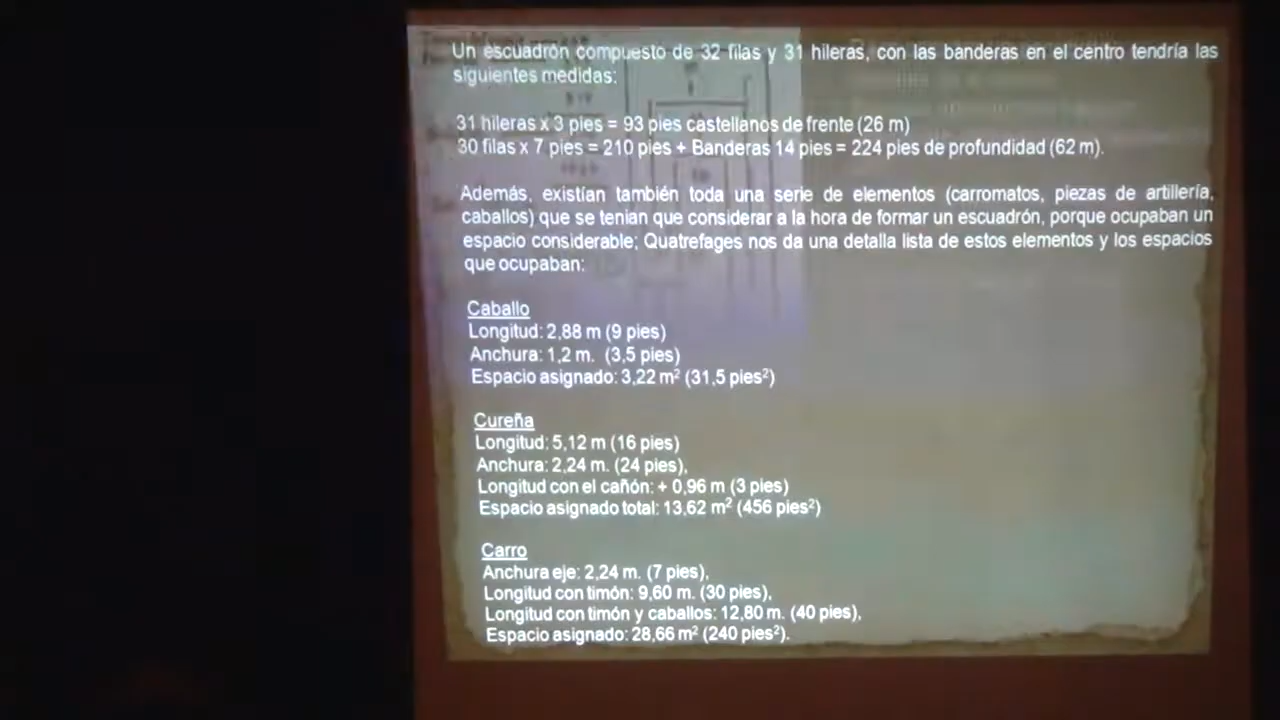 Un escuadrón compuesto de 32 filas y 31 hileras, con las banderas en el centro tendría las
siguientes medidas:
31 hileras x 3 pies = 93 pies castellanos de frente (26 m)
30 filas x 7 pies = 210 pies + Banderas 14 pies = 224 pies de profundidad (62 m).
Además, existían también toda una serie de elementos (carromatos, piezas de artillería,
caballos) que se tenian que considerar a la hora de formar un escuadrón, porque ocupaban un
espacio considerable; Quatrefages nos da una detalla lista de estos elementos y los espacios
que ocupaban:
Caballo
Longitud: 2,88 m (9 pies)
Anchura: 1,2 m. (3,5 pies)
Espacio asignado: 3,22 m² (31,5 pies²)
Cureña
Longitud: 5,12 m (16 pies)
Anchura: 2,24 m. (24 pies),
Longitud con el cañón: + 0,96 m (3 pies)
Espacio asignado total: 13,62 m² (456 pies²)
Carro
Anchura eje: 2,24 m. (7 pies),
Longitud con timón: 9,60 m. (30 pies),
Longitud con timón y caballos: 12,80 m. (40 pies),
Espacio asignado: 28,66 m² (240 pies²).